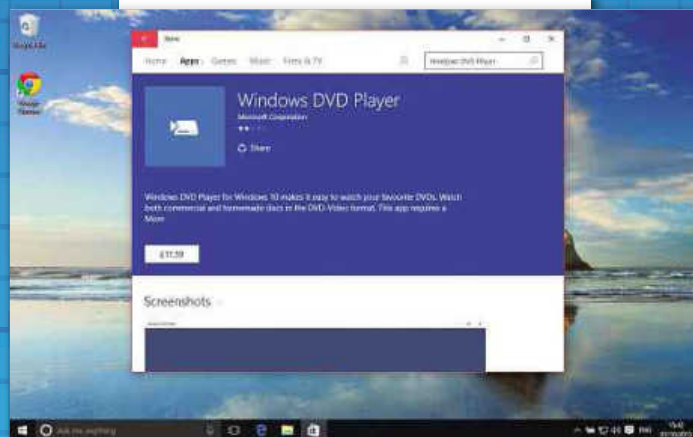 Store
Home Apps Games Music Films & TV
Windows DVD Player
Windows DVD Player
Microsoft Corporation
Share
Windows DVD Player for Windows 10 makes it easy to watch your favourite DVDs. Watch
both commercial and homemade discs in the DVD-Video format. This app requires a
More
£11.59
Screenshots
Google
Chrome
Ask me anything
ENG
15:42